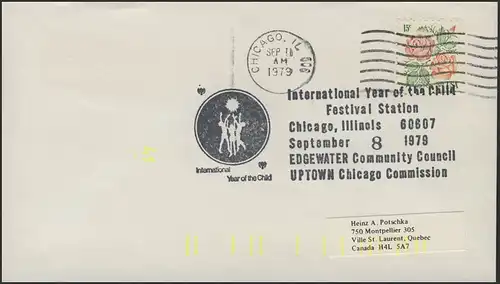 CHICAGO, IL 606
SEP
AM
1979
15c
International Year of the Child
Festival Station
Chicago, Illinois 60607
September 8 1979
EDGEWATER Community Council
UPTOWN Chicago Commission
International
Year of the Child
Heinz A. Potschka
750 Montpellier 305
Ville St. Laurent, Quebec
Canada H4L 5A7